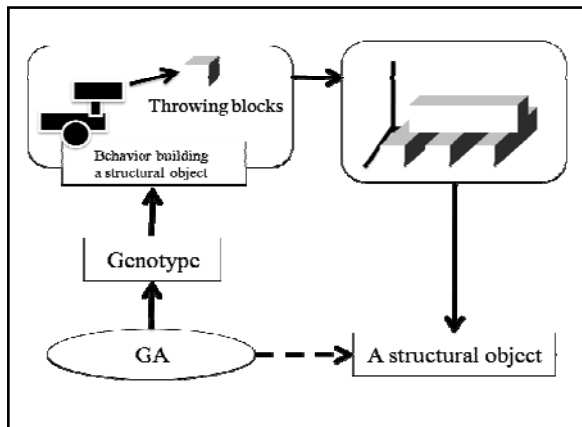 Throwing blocks
Behavior building
a structural object
Genotype
GA
A structural object